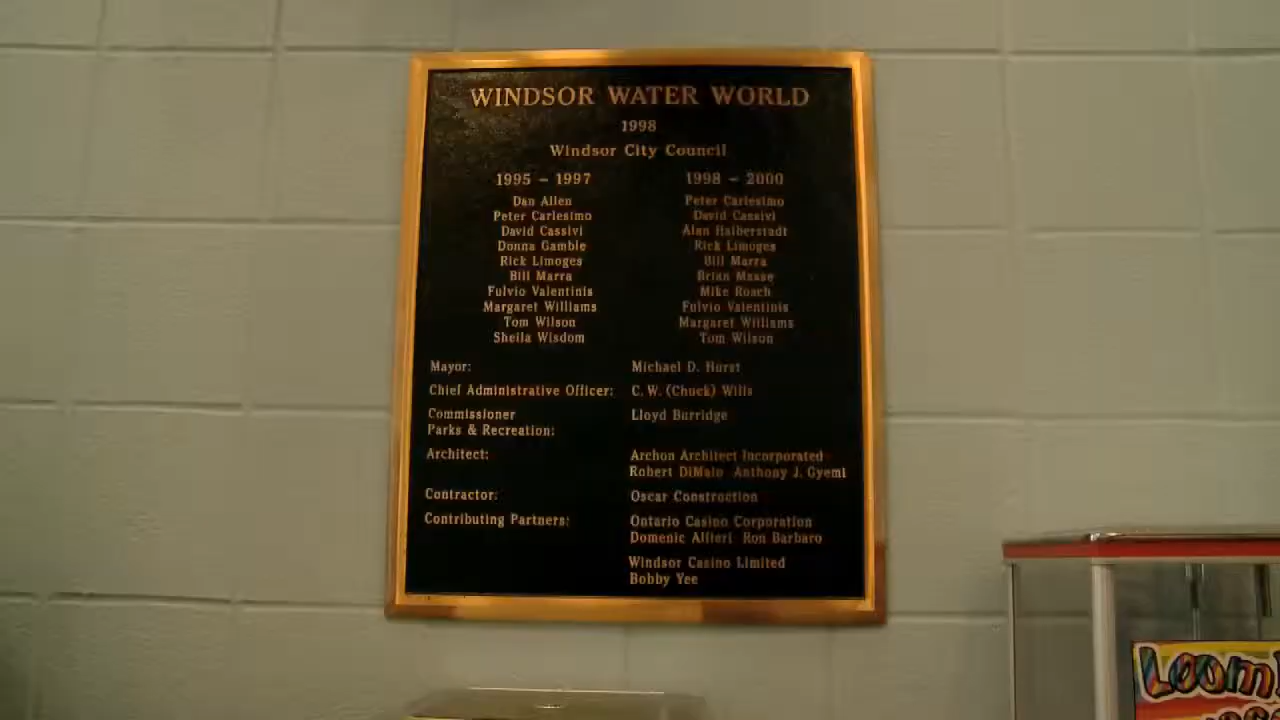 WINDSOR WATER WORLD
1998
Windsor City Council
1995 – 1997
Dan Allen
Peter Carlesimo
David Cassivi
Donna Gamble
Rick Limoges
Bill Marra
Fulvio Valentinis
Margaret Williams
Tom Wilson
Sheila Wisdom
1998 – 2000
Peter Carlesimo
David Cassivi
Alan Halberstadt
Rick Limoges
Bill Marra
Brian Masse
Mike Roach
Fulvio Valentinis
Margaret Williams
Tom Wilson
Mayor: Michael D. Hurst
Chief Administrative Officer: C. W. (Chuck) Wills
Commissioner Lloyd Burridge
Parks & Recreation:
Architect: Archon Architect Incorporated
Robert DiMaio Anthony J. Gyemi
Contractor: Oscar Construction
Contributing Partners: Ontario Casino Corporation
Domenic Alfieri Ron Barbaro
Windsor Casino Limited
Bobby Yee